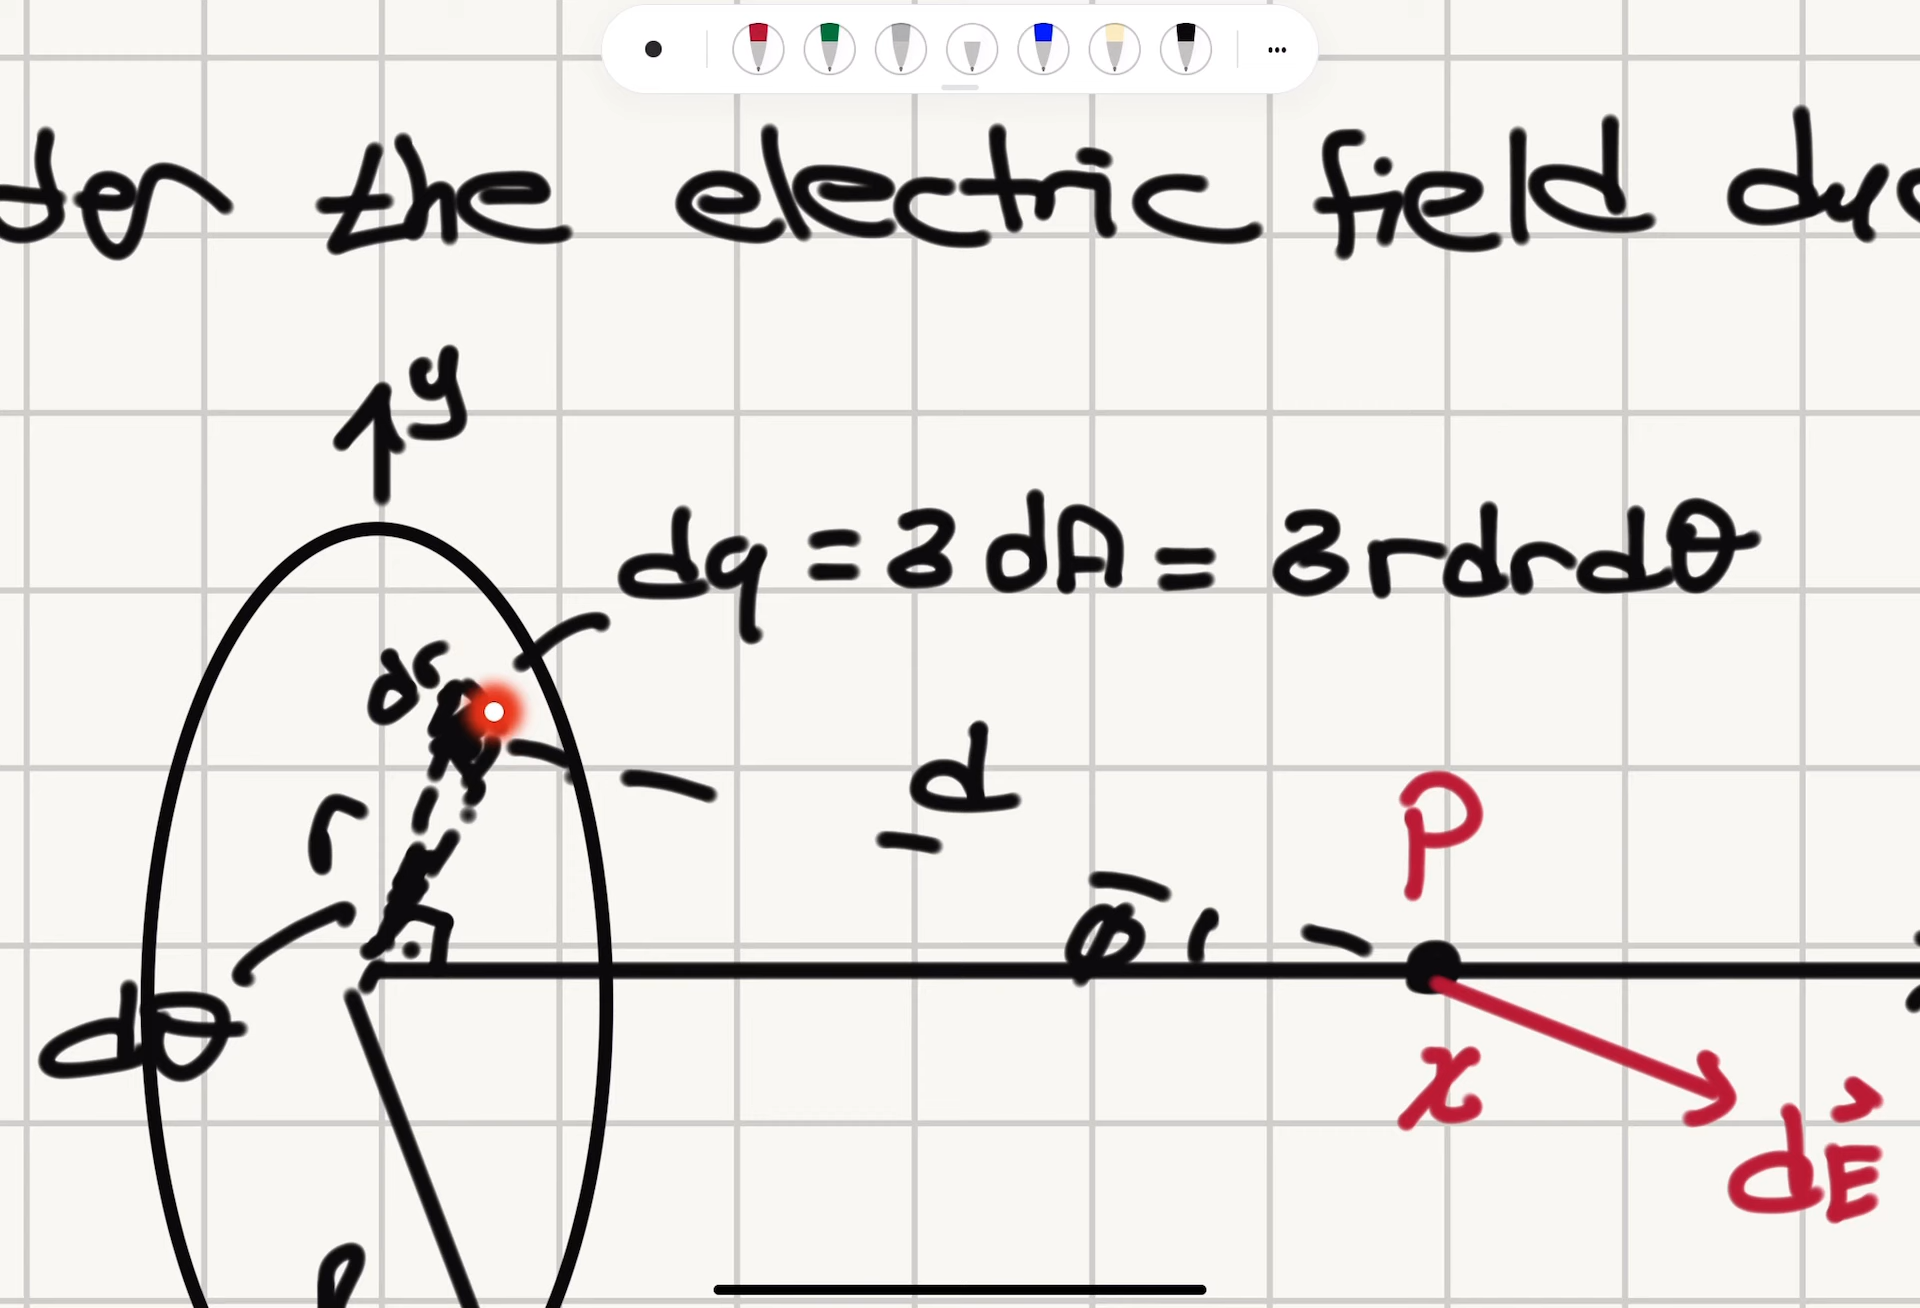 der the electric field du
y
dq = ƍ dA = ƍ r dr dθ
dr
d
r
P
φ
dθ
x
dE⃗
R